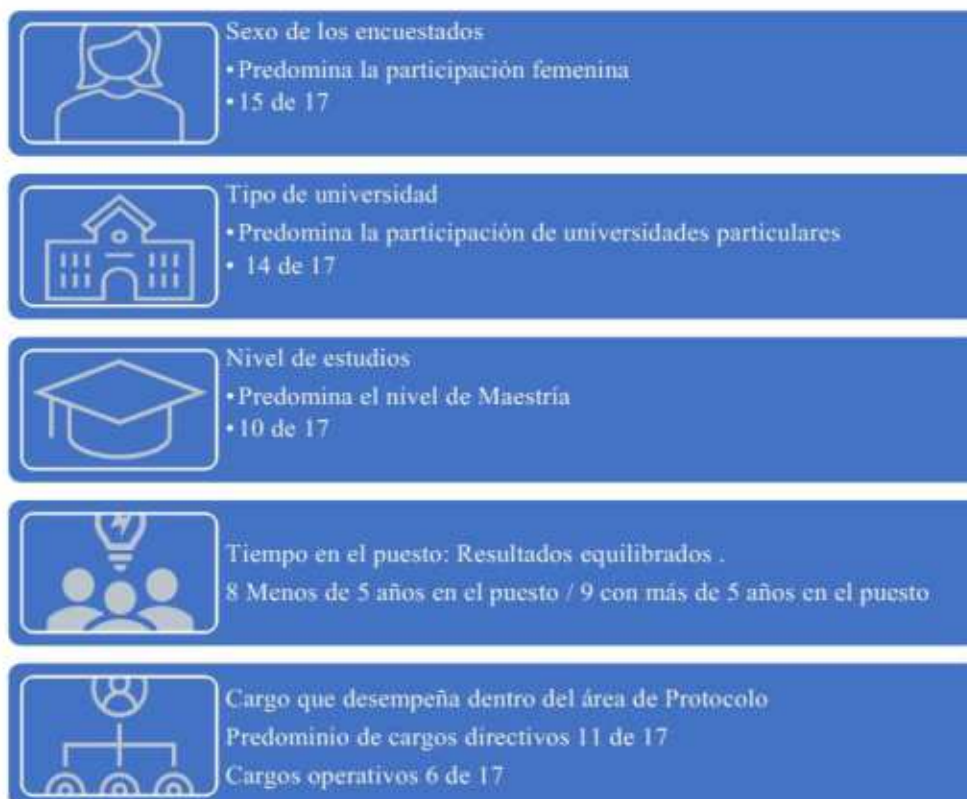 Sexo de los encuestados
•Predomina la participación femenina
•15 de 17
Tipo de universidad
•Predomina la participación de universidades particulares
• 14 de 17
Nivel de estudios
•Predomina el nivel de Maestría
•10 de 17
Tiempo en el puesto: Resultados equilibrados .
8 Menos de 5 años en el puesto / 9 con más de 5 años en el puesto
Cargo que desempeña dentro del área de Protocolo
Predominio de cargos directivos 11 de 17
Cargos operativos 6 de 17